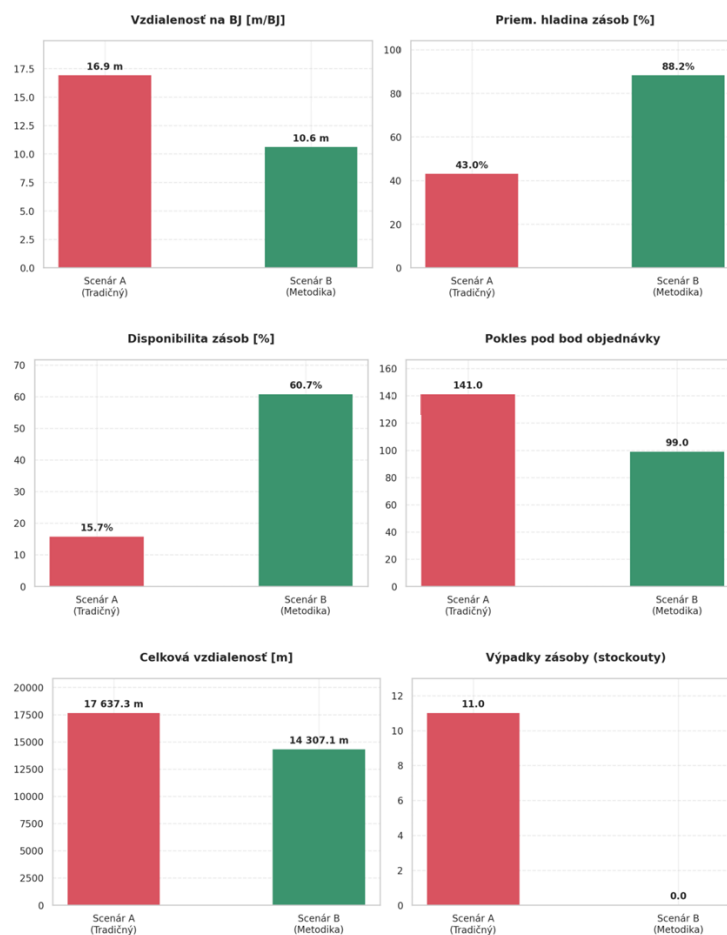 Vzdialenosť na BJ [m/BJ]
17.5
15.0
12.5
10.0
7.5
5.0
2.5
0.0
16.9 m
10.6 m
Scenár A
(Tradičný)
Scenár B
(Metodika)
Priem. hladina zásob [%]
100
80
60
40
20
0
43.0%
88.2%
Scenár A
(Tradičný)
Scenár B
(Metodika)
Disponibilita zásob [%]
70
60
50
40
30
20
10
0
15.7%
60.7%
Scenár A
(Tradičný)
Scenár B
(Metodika)
Pokles pod bod objednávky
160
140
120
100
80
60
40
20
0
141.0
99.0
Scenár A
(Tradičný)
Scenár B
(Metodika)
Celková vzdialenosť [m]
20000
17500
15000
12500
10000
7500
5000
2500
0
17 637.3 m
14 307.1 m
Scenár A
(Tradičný)
Scenár B
(Metodika)
Výpadky zásoby (stockouty)
12
10
8
6
4
2
0
11.0
0.0
Scenár A
(Tradičný)
Scenár B
(Metodika)